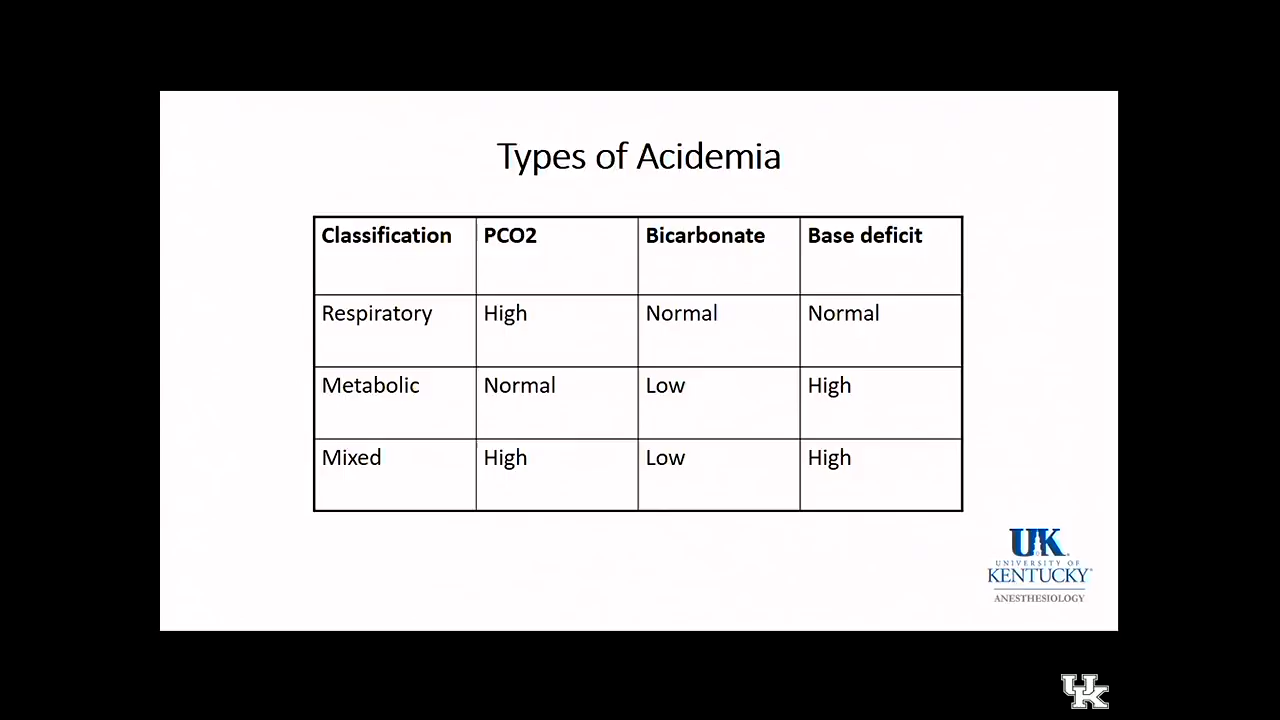 Types of Acidemia
Classification PCO2 Bicarbonate Base deficit
Respiratory High Normal Normal
Metabolic Normal Low High
Mixed High Low High
UK
UNIVERSITY OF
KENTUCKY
ANESTHESIOLOGY
UK